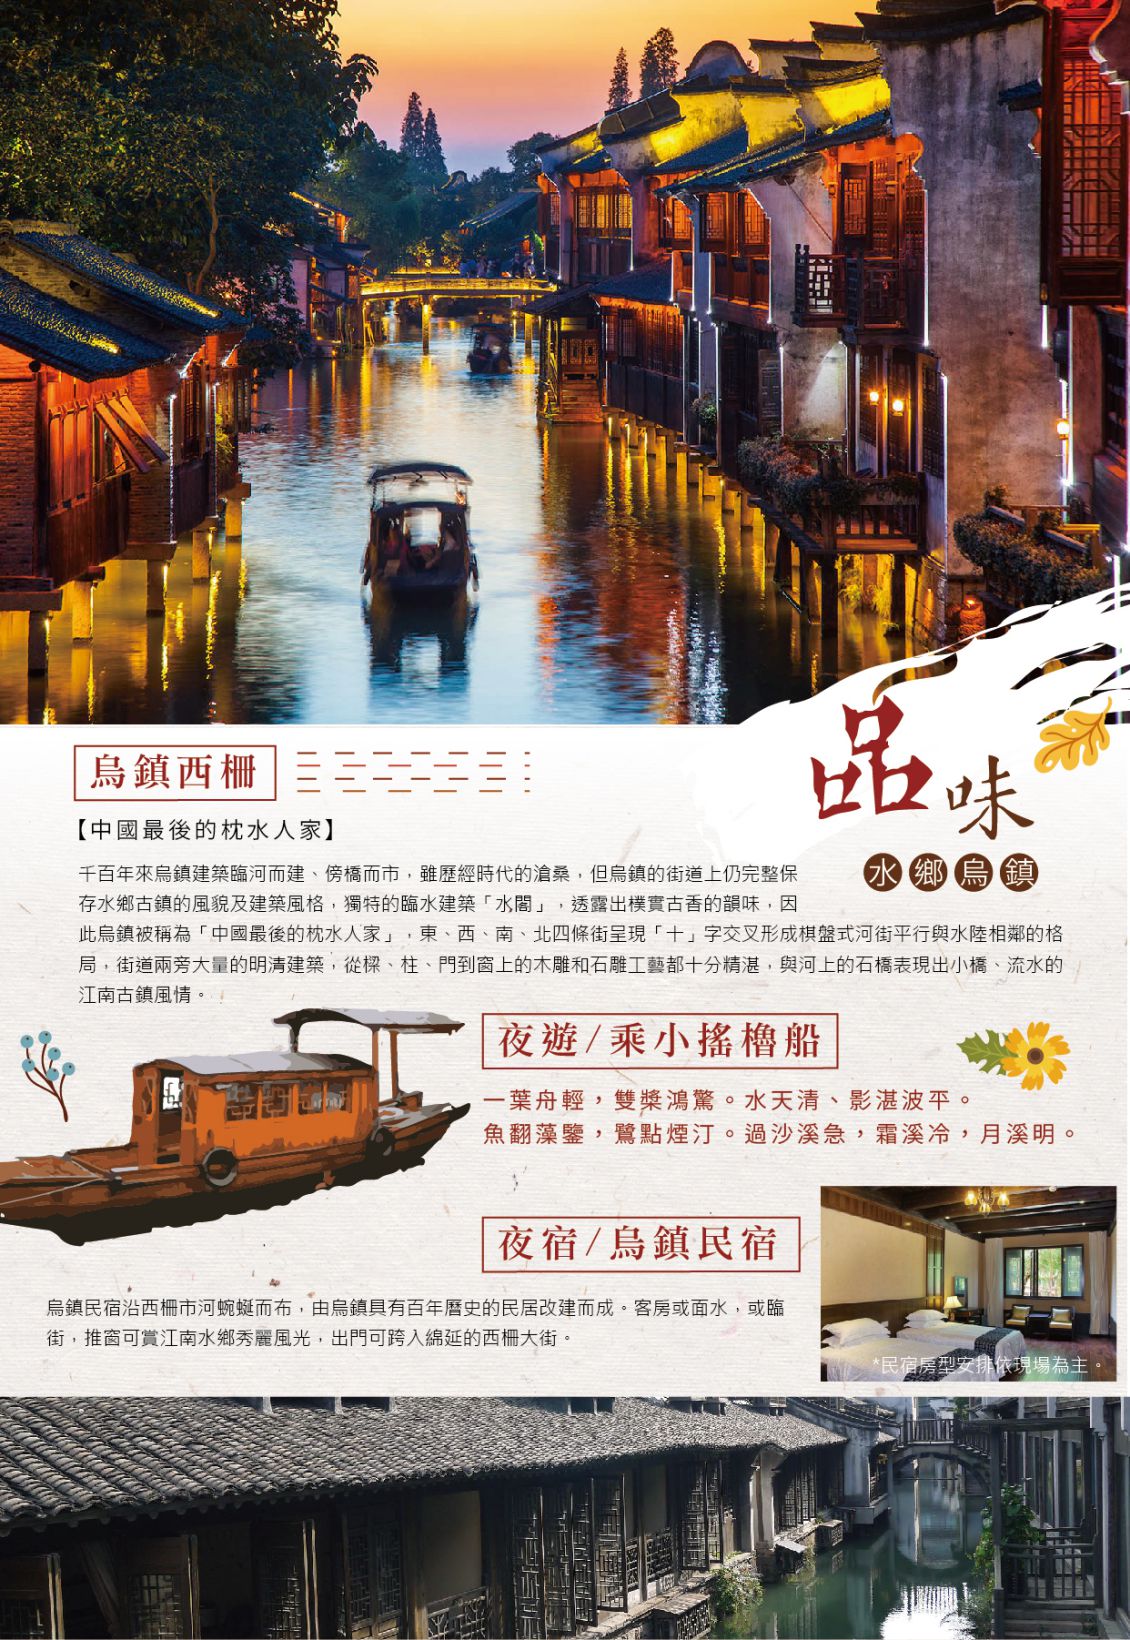 品味
水鄉烏鎮
烏鎮西柵
【中國最後的枕水人家】
千百年來烏鎮建築臨河而建、傍橋而市，雖歷經時代的滄桑，但烏鎮的街道上仍完整保
存水鄉古鎮的風貌及建築風格，獨特的臨水建築「水閣」，透露出樸實古香的韻味，因
此烏鎮被稱為「中國最後的枕水人家」，東、西、南、北四條街呈現「十」字交叉形成棋盤式河街平行與水陸相鄰的格
局，街道兩旁大量的明清建築，從樑、柱、門到窗上的木雕和石雕工藝都十分精湛，與河上的石橋表現出小橋、流水的
江南古鎮風情。
夜遊/乘小搖櫓船
一葉舟輕，雙槳鴻驚。水天清、影湛波平。
魚翻藻鑒，鷺點煙汀。過沙溪急，霜溪冷，月溪明。
夜宿/烏鎮民宿
烏鎮民宿沿西柵市河蜿蜒而布，由烏鎮具有百年曆史的民居改建而成。客房或面水，或臨
街，推窗可賞江南水鄉秀麗風光，出門可跨入綿延的西柵大街。
*民宿房型安排依現場為主。